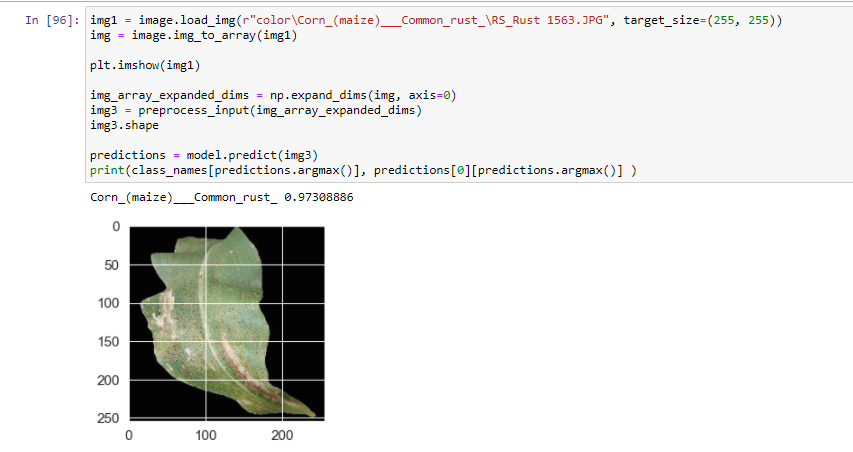 In [96]: img1 = image.load_img(r"color\Corn_(maize)___Common_rust_\RS_Rust 1563.JPG", target_size=(255, 255))
img = image.img_to_array(img1)
plt.imshow(img1)
img_array_expanded_dims = np.expand_dims(img, axis=0)
img3 = preprocess_input(img_array_expanded_dims)
img3.shape
predictions = model.predict(img3)
print(class_names[predictions.argmax()], predictions[0][predictions.argmax()] )
Corn_(maize)___Common_rust_ 0.97308886
0
50
100
150
200
250
0 100 200